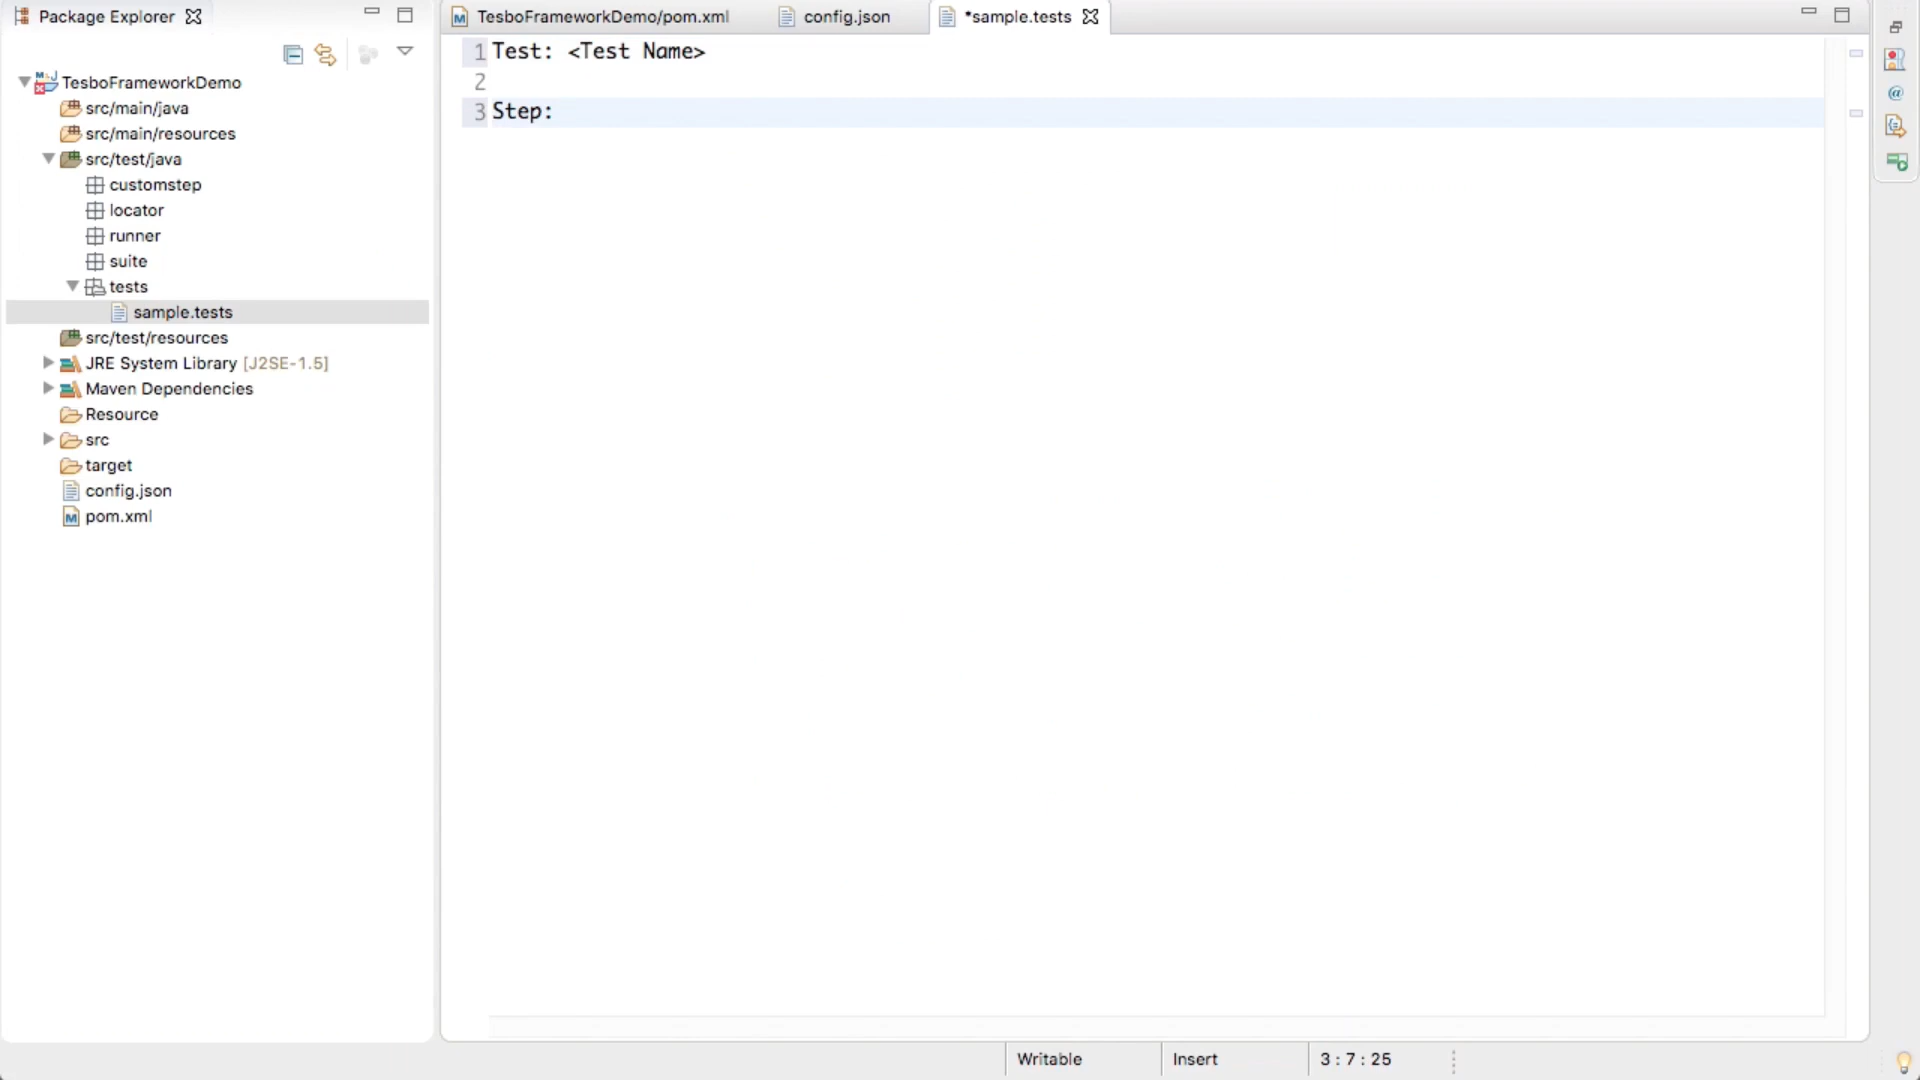 Package Explorer
TesboFrameworkDemo/pom.xml
config.json
*sample.tests
TesboFrameworkDemo
src/main/java
src/main/resources
src/test/java
customstep
locator
runner
suite
tests
sample.tests
src/test/resources
JRE System Library [J2SE-1.5]
Maven Dependencies
Resource
src
target
config.json
pom.xml
1 Test: <Test Name>
2
3 Step:
Writable
Insert
3 : 7 : 25